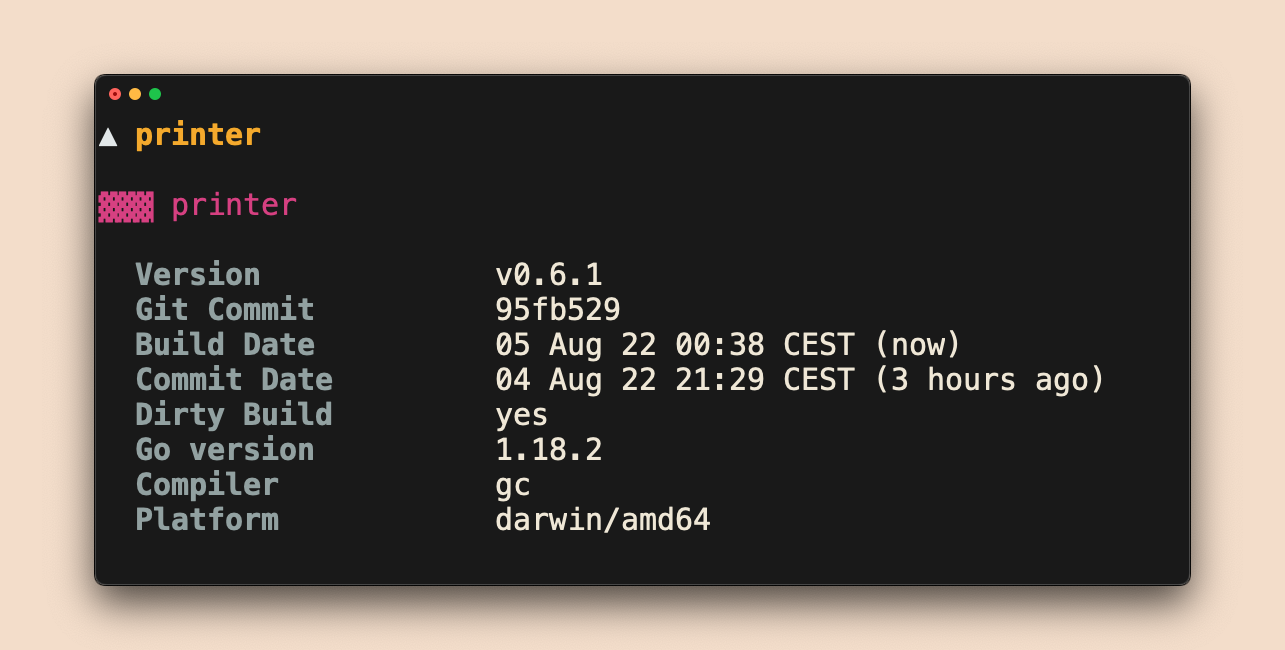 ▲ printer
▓▓▓ printer
Version v0.6.1
Git Commit 95fb529
Build Date 05 Aug 22 00:38 CEST (now)
Commit Date 04 Aug 22 21:29 CEST (3 hours ago)
Dirty Build yes
Go version 1.18.2
Compiler gc
Platform darwin/amd64